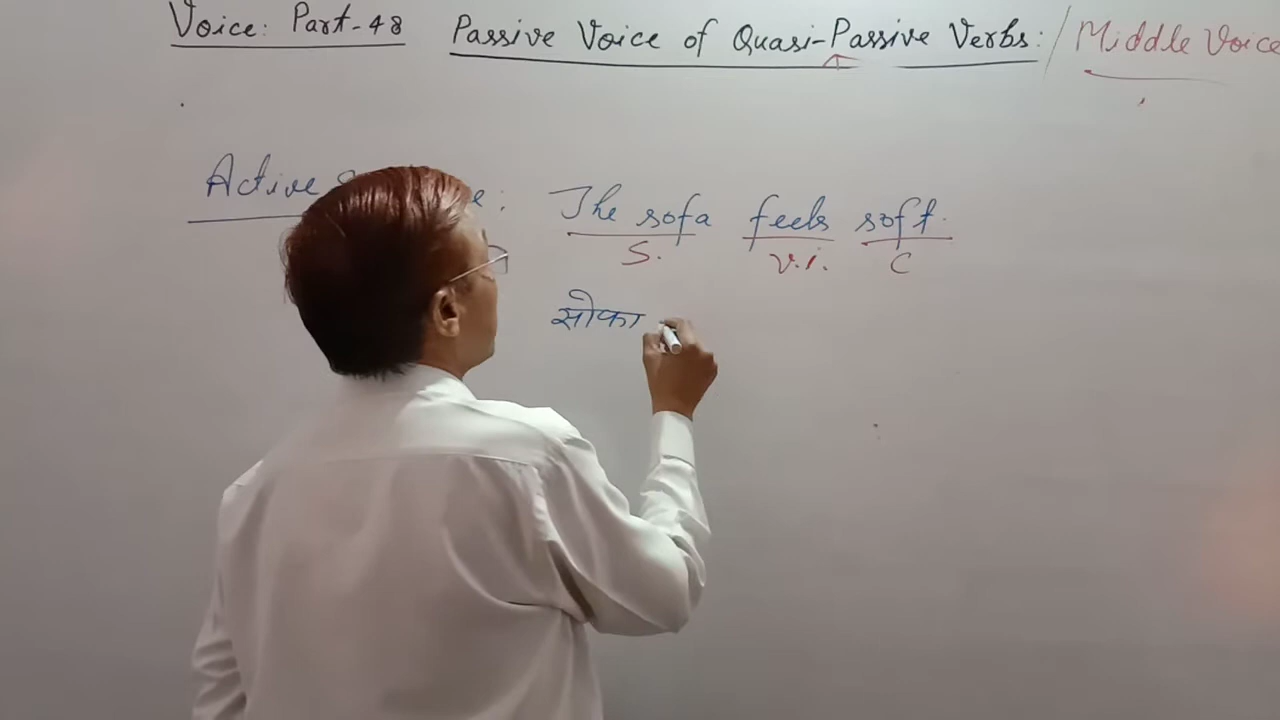 Voice: Part-48 Passive Voice of Quasi-Passive Verbs: / Middle Voice
Active : The sofa feels soft.
S. V.i. C
सोफा